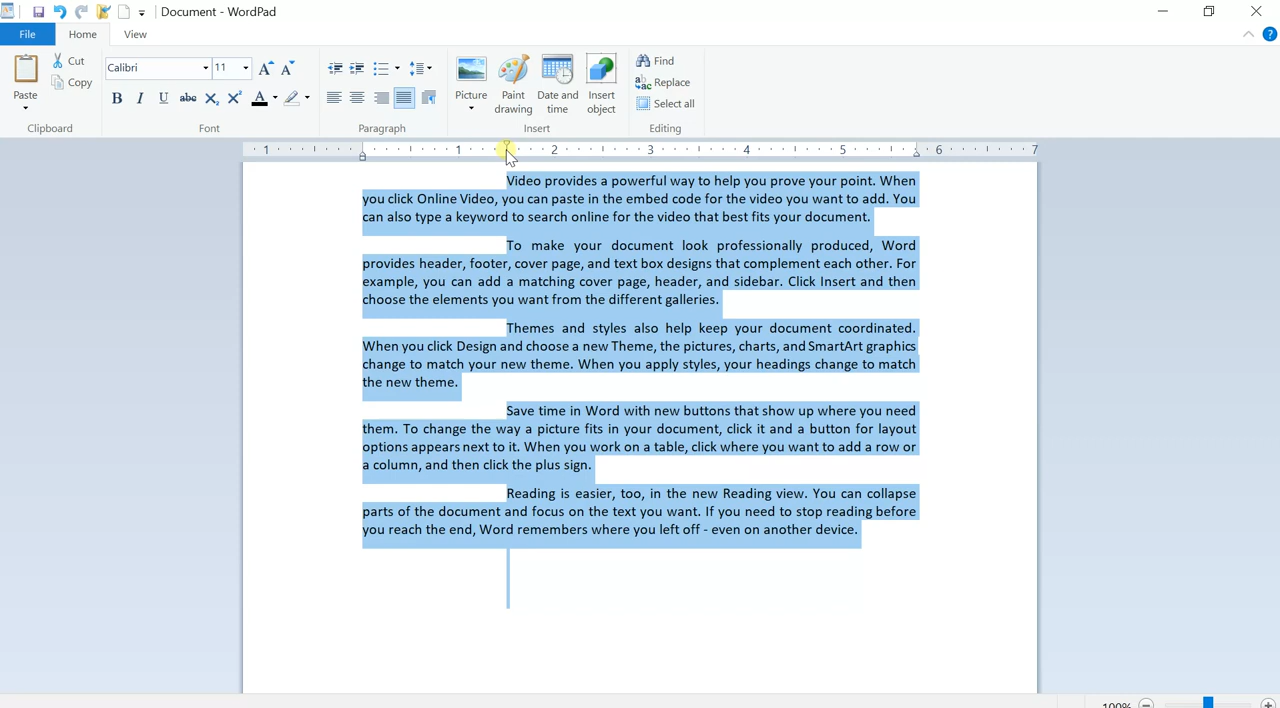 Document - WordPad
File Home View
Paste
Cut
Copy
Clipboard
Calibri 11
B I U abc X₂ X² A
Font
Paragraph
Picture
Paint drawing
Date and time
Insert object
Insert
Find
Replace
Select all
Editing
1 1 2 3 4 5 6 7
Video provides a powerful way to help you prove your point. When
you click Online Video, you can paste in the embed code for the video you want to add. You
can also type a keyword to search online for the video that best fits your document.
To make your document look professionally produced, Word
provides header, footer, cover page, and text box designs that complement each other. For
example, you can add a matching cover page, header, and sidebar. Click Insert and then
choose the elements you want from the different galleries.
Themes and styles also help keep your document coordinated.
When you click Design and choose a new Theme, the pictures, charts, and SmartArt graphics
change to match your new theme. When you apply styles, your headings change to match
the new theme.
Save time in Word with new buttons that show up where you need
them. To change the way a picture fits in your document, click it and a button for layout
options appears next to it. When you work on a table, click where you want to add a row or
a column, and then click the plus sign.
Reading is easier, too, in the new Reading view. You can collapse
parts of the document and focus on the text you want. If you need to stop reading before
you reach the end, Word remembers where you left off - even on another device.
100%